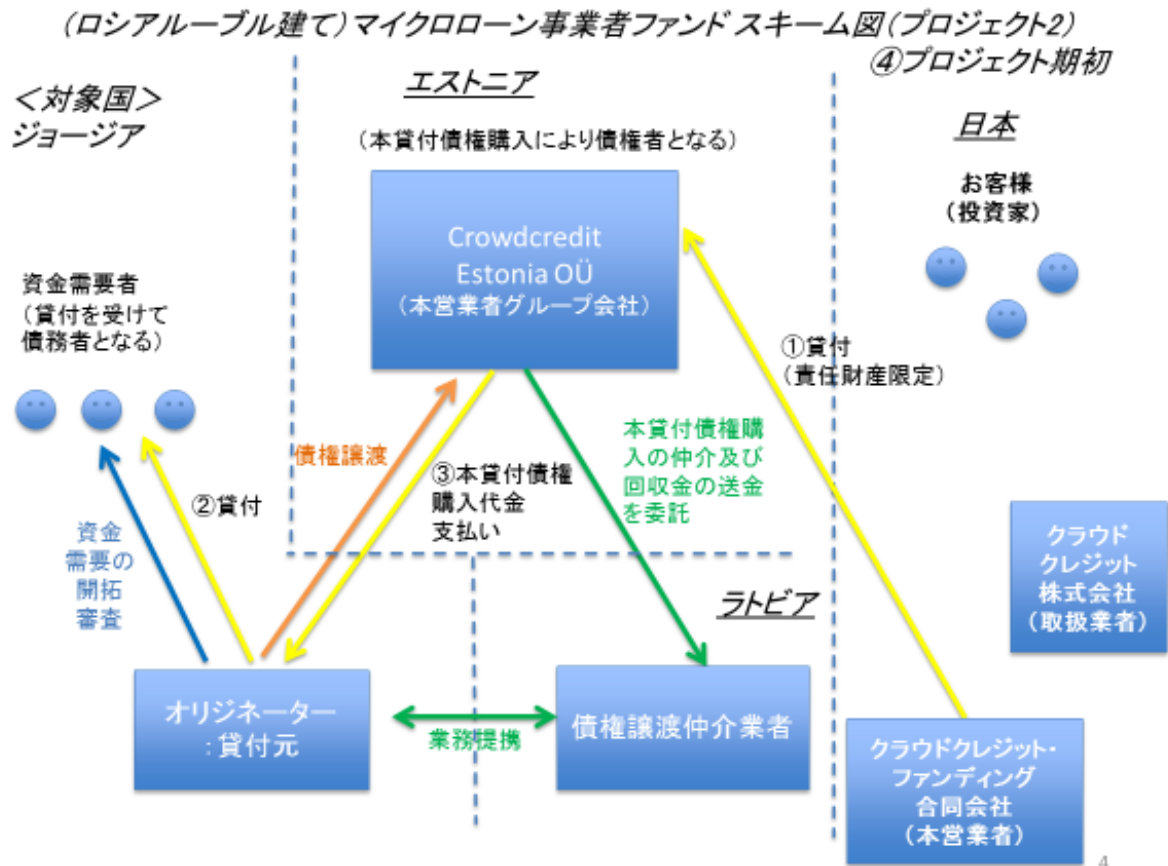 (ロシアルーブル建て)マイクロローン事業者ファンド スキーム図(プロジェクト2)
④プロジェクト期初
＜対象国＞
ジョージア
エストニア
(本貸付債権購入により債権者となる)
日本
お客様
(投資家)
Crowdcredit
Estonia OÜ
(本営業者グループ会社)
資金需要者
(貸付を受けて
債務者となる)
①貸付
(責任財産限定)
債権譲渡
③本貸付債権
購入代金
支払い
本貸付債権購
入の仲介及び
回収金の送金
を委託
②貸付
資金
需要の
開拓
審査
クラウド
クレジット
株式会社
(取扱業者)
ラトビア
オリジネーター
:貸付元
業務提携
債権譲渡仲介業者
クラウドクレジット・
ファンディング
合同会社
(本営業者)
4